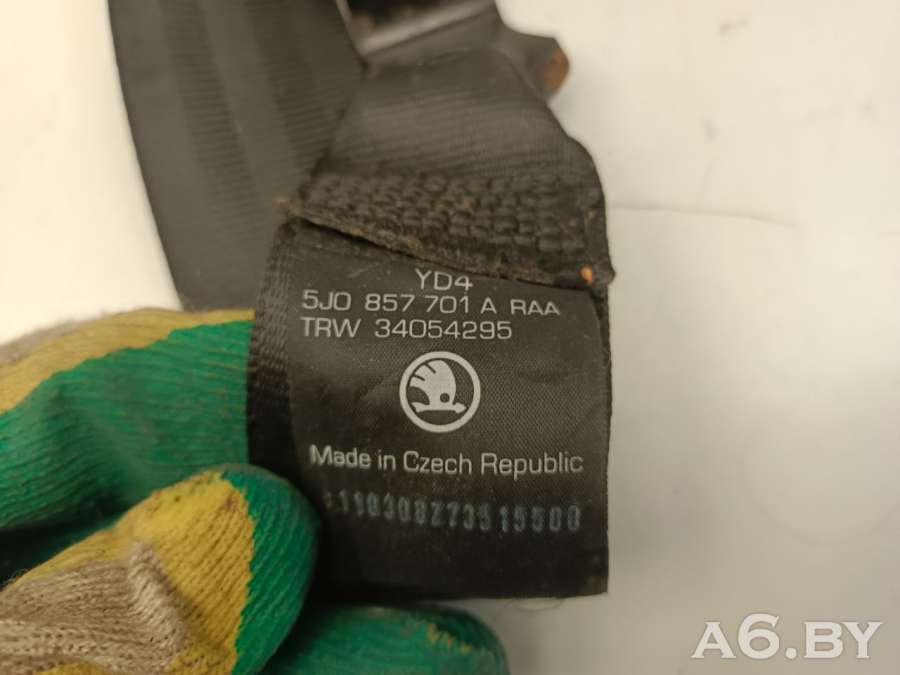 YD4
5J0 857 701 A RAA
TRW 34054295
Made in Czech Republic
A6.BY